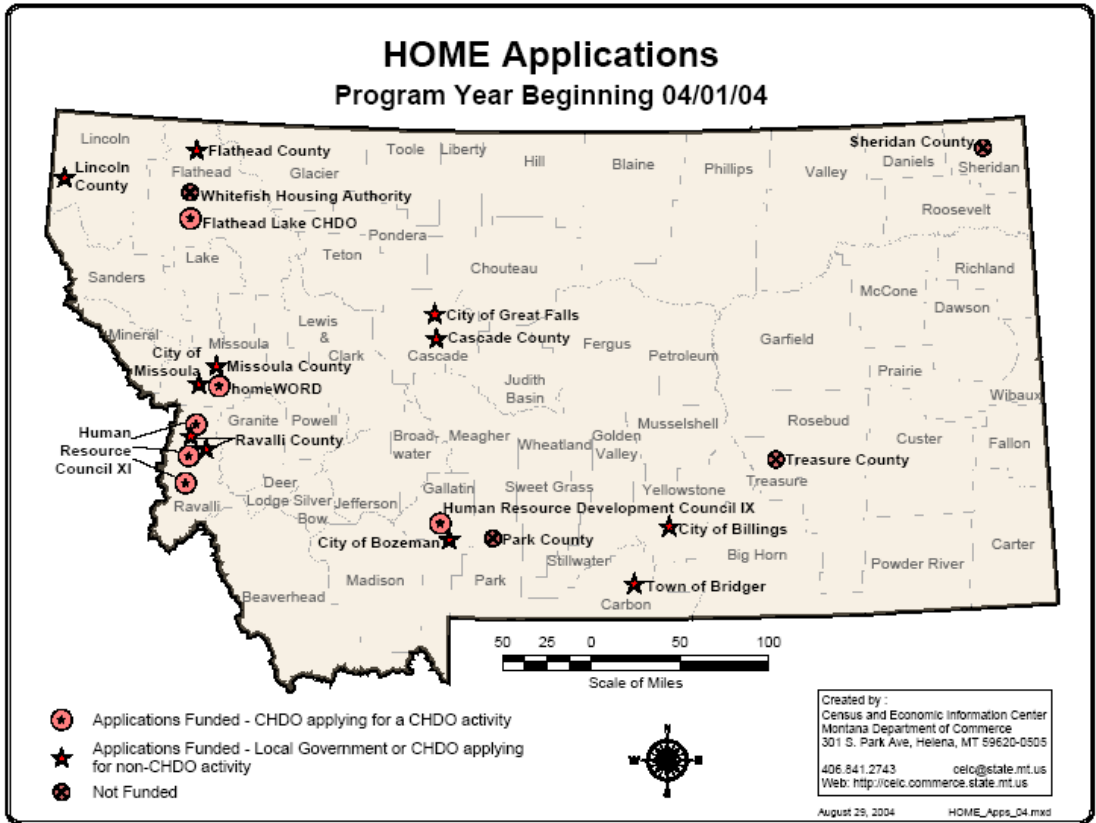 HOME Applications
Program Year Beginning 04/01/04
Lincoln
Flathead County
Toole
Liberty
Hill
Blaine
Phillips
Valley
Sheridan County
Daniels
Sheridan
Lincoln
County
Flathead
Glacier
Whitefish Housing Authority
Flathead Lake CHDO
Roosevelt
Pondera
Lake
Teton
Chouteau
Sanders
Richland
McCone
Dawson
City of Great Falls
Cascade County
Cascade
Lewis
&
Clark
Mineral
Missoula
City of
Missoula
Missoula County
homeWORD
Fergus
Petroleum
Garfield
Prairie
Wibaux
Judith
Basin
Human
Resource
Council XI
Granite
Powell
Ravalli County
Broad-
water
Meagher
Wheatland
Golden
Valley
Musselshell
Rosebud
Custer
Fallon
Treasure County
Treasure
Deer
Lodge
Silver
Bow
Jefferson
Ravalli
Gallatin
Sweet Grass
Yellowstone
Human Resource Development Council IX
City of Bozeman
Park County
City of Billings
Stillwater
Big Horn
Powder River
Carter
Madison
Park
Beaverhead
Town of Bridger
Carbon
50 25 0 50 100
Scale of Miles
Applications Funded - CHDO applying for a CHDO activity
Applications Funded - Local Government or CHDO applying
for non-CHDO activity
Not Funded
N
W
E
S
Created by :
Census and Economic Information Center
Montana Department of Commerce
301 S. Park Ave, Helena, MT 59620-0505
406.841.2743 ceic@state.mt.us
Web: http://ceic.commerce.state.mt.us
August 29, 2004 HOME_Apps_04.mxd